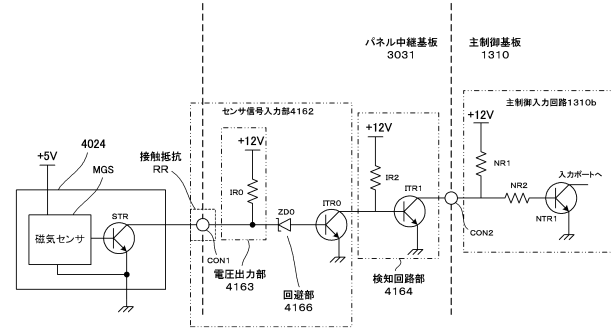 パネル中継基板
3031
主制御基板
1310
センサ信号入力部4162
主制御入力回路1310b
+12V
+12V
+12V
+5V
4024
MGS
接触抵抗
RR
IR0
IR2
NR1
NR2
入力ポートへ
STR
ZD0
ITR0
ITR1
NTR1
磁気センサ
CON1
CON2
電圧出力部
4163
回避部
4166
検知回路部
4164